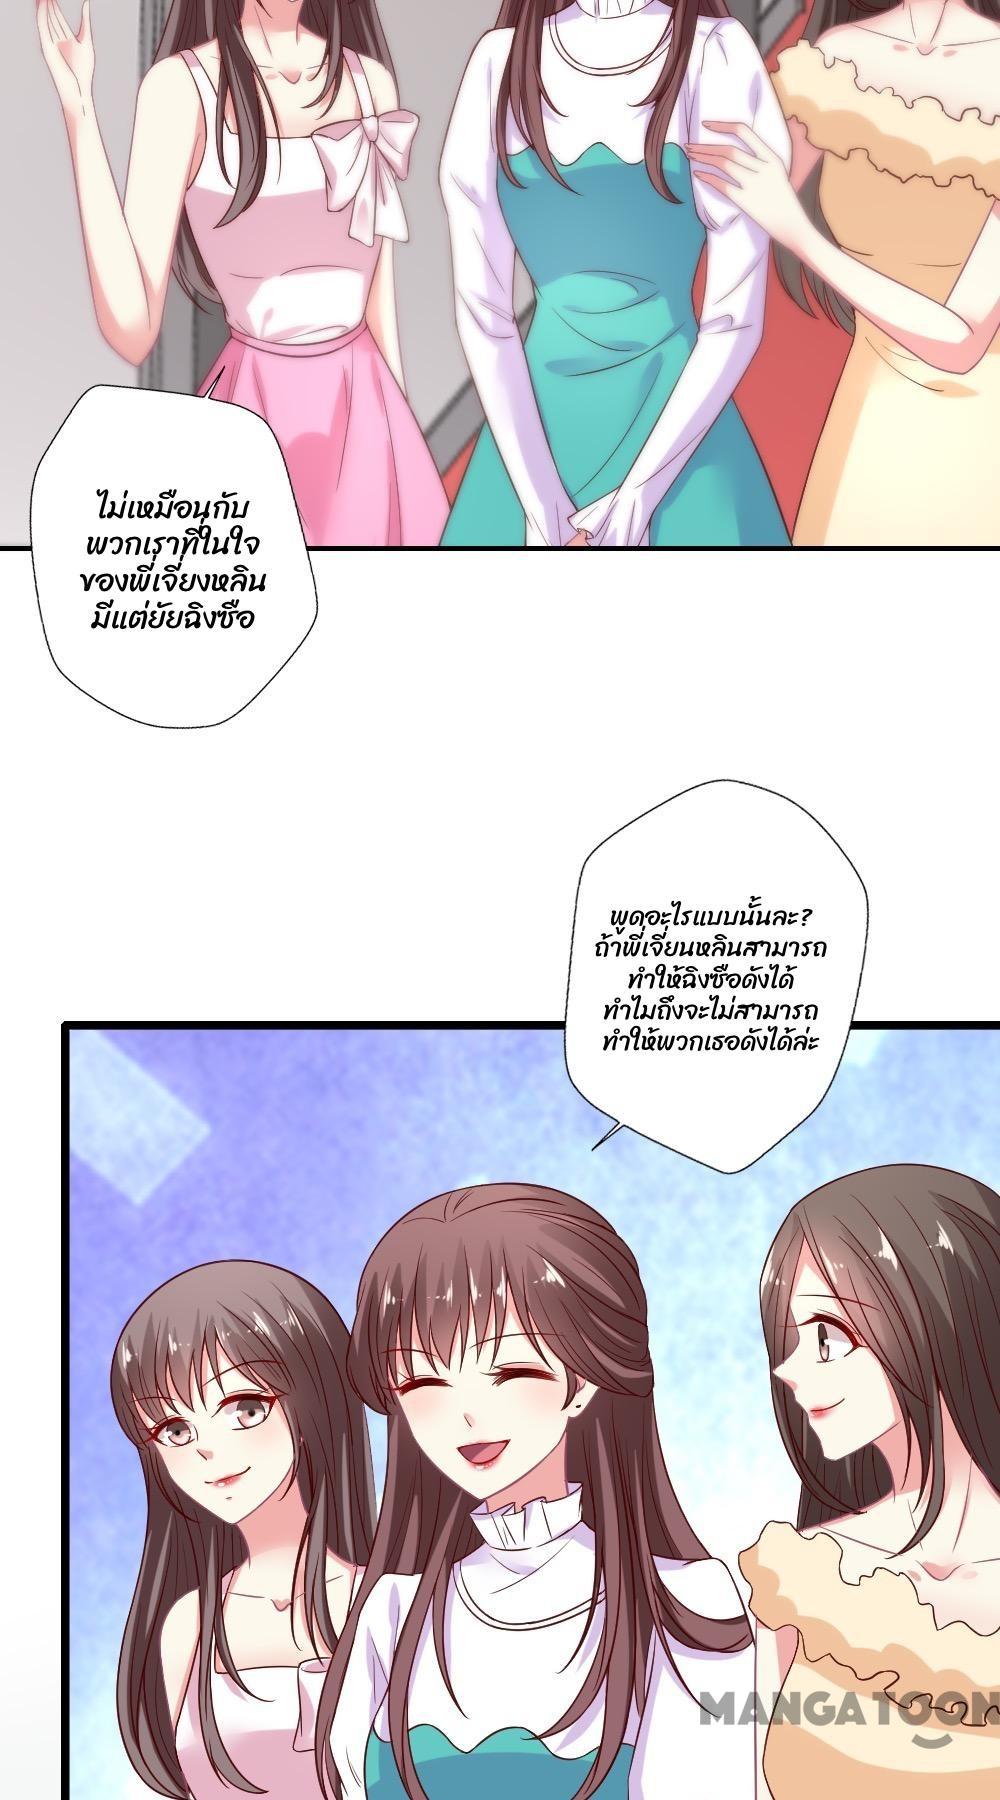 ไม่เหมือนกับ
พวกเราที่ในใจ
ของพี่เจี่ยงหลิน
มีแต่ยัยฉิงซือ
พูดอะไรแบบนั้นละ?
ถ้าพี่เจี่ยนหลินสามารถ
ทำให้ฉิงซือดังได้
ทำไมถึงจะไม่สามารถ
ทำให้พวกเธอดังได้ล่ะ
MANGATOON